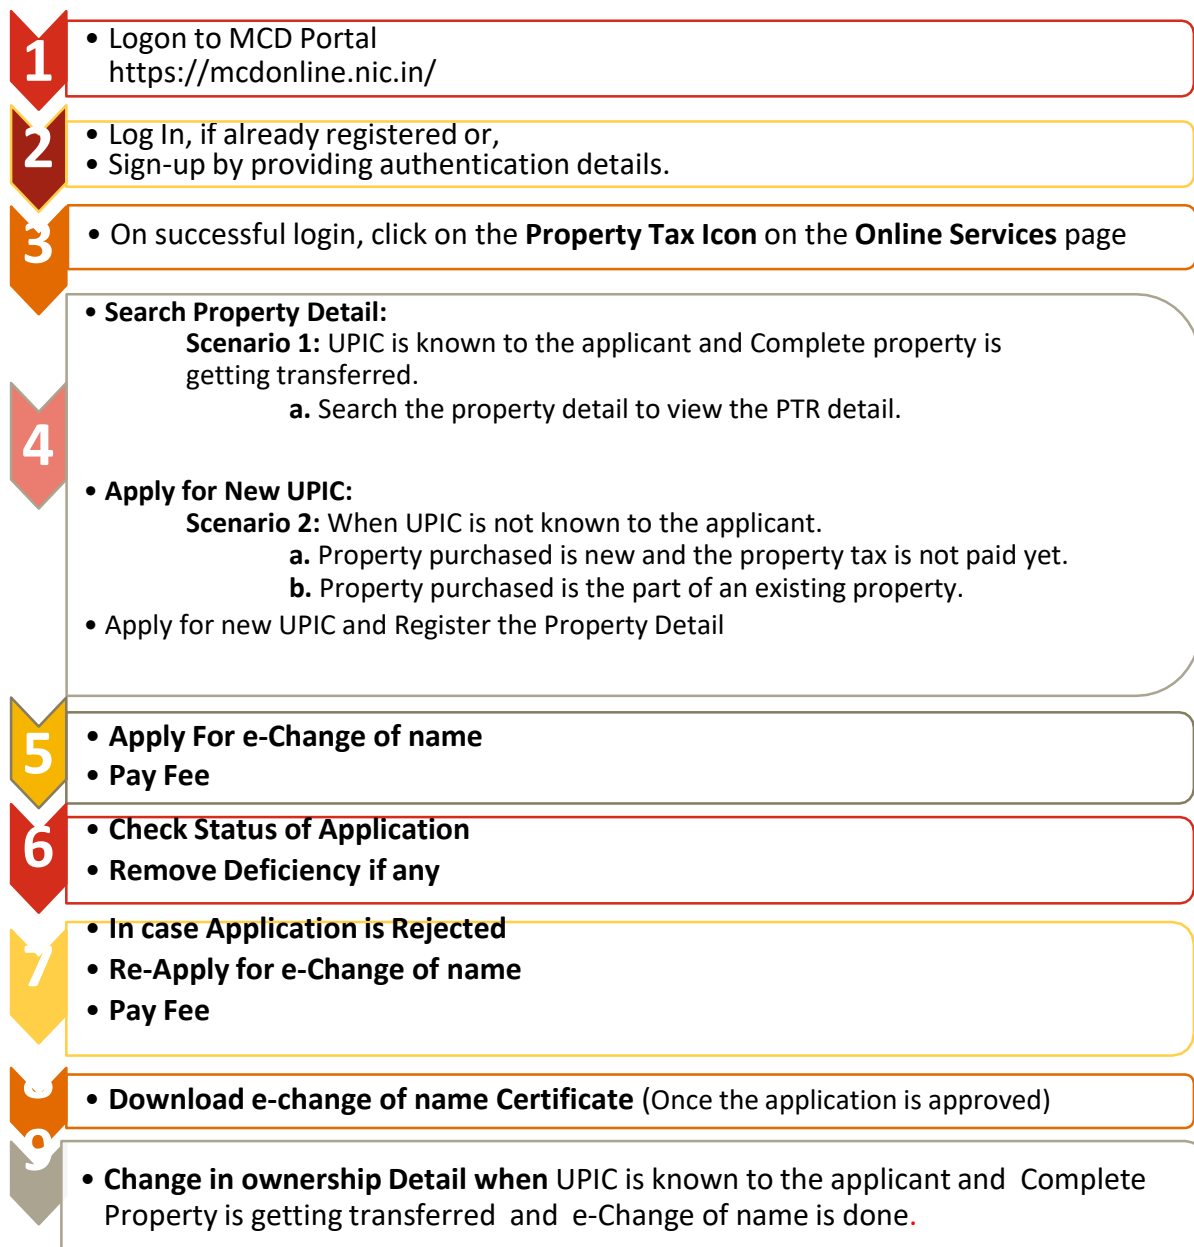 1
• Logon to MCD Portal
https://mcdonline.nic.in/
2
• Log In, if already registered or,
• Sign-up by providing authentication details.
3
• On successful login, click on the Property Tax Icon on the Online Services page
4
• Search Property Detail:
Scenario 1: UPIC is known to the applicant and Complete property is
getting transferred.
a. Search the property detail to view the PTR detail.
• Apply for New UPIC:
Scenario 2: When UPIC is not known to the applicant.
a. Property purchased is new and the property tax is not paid yet.
b. Property purchased is the part of an existing property.
• Apply for new UPIC and Register the Property Detail
5
• Apply For e-Change of name
• Pay Fee
6
• Check Status of Application
• Remove Deficiency if any
7
• In case Application is Rejected
• Re-Apply for e-Change of name
• Pay Fee
8
• Download e-change of name Certificate (Once the application is approved)
9
• Change in ownership Detail when UPIC is known to the applicant and Complete
Property is getting transferred and e-Change of name is done.